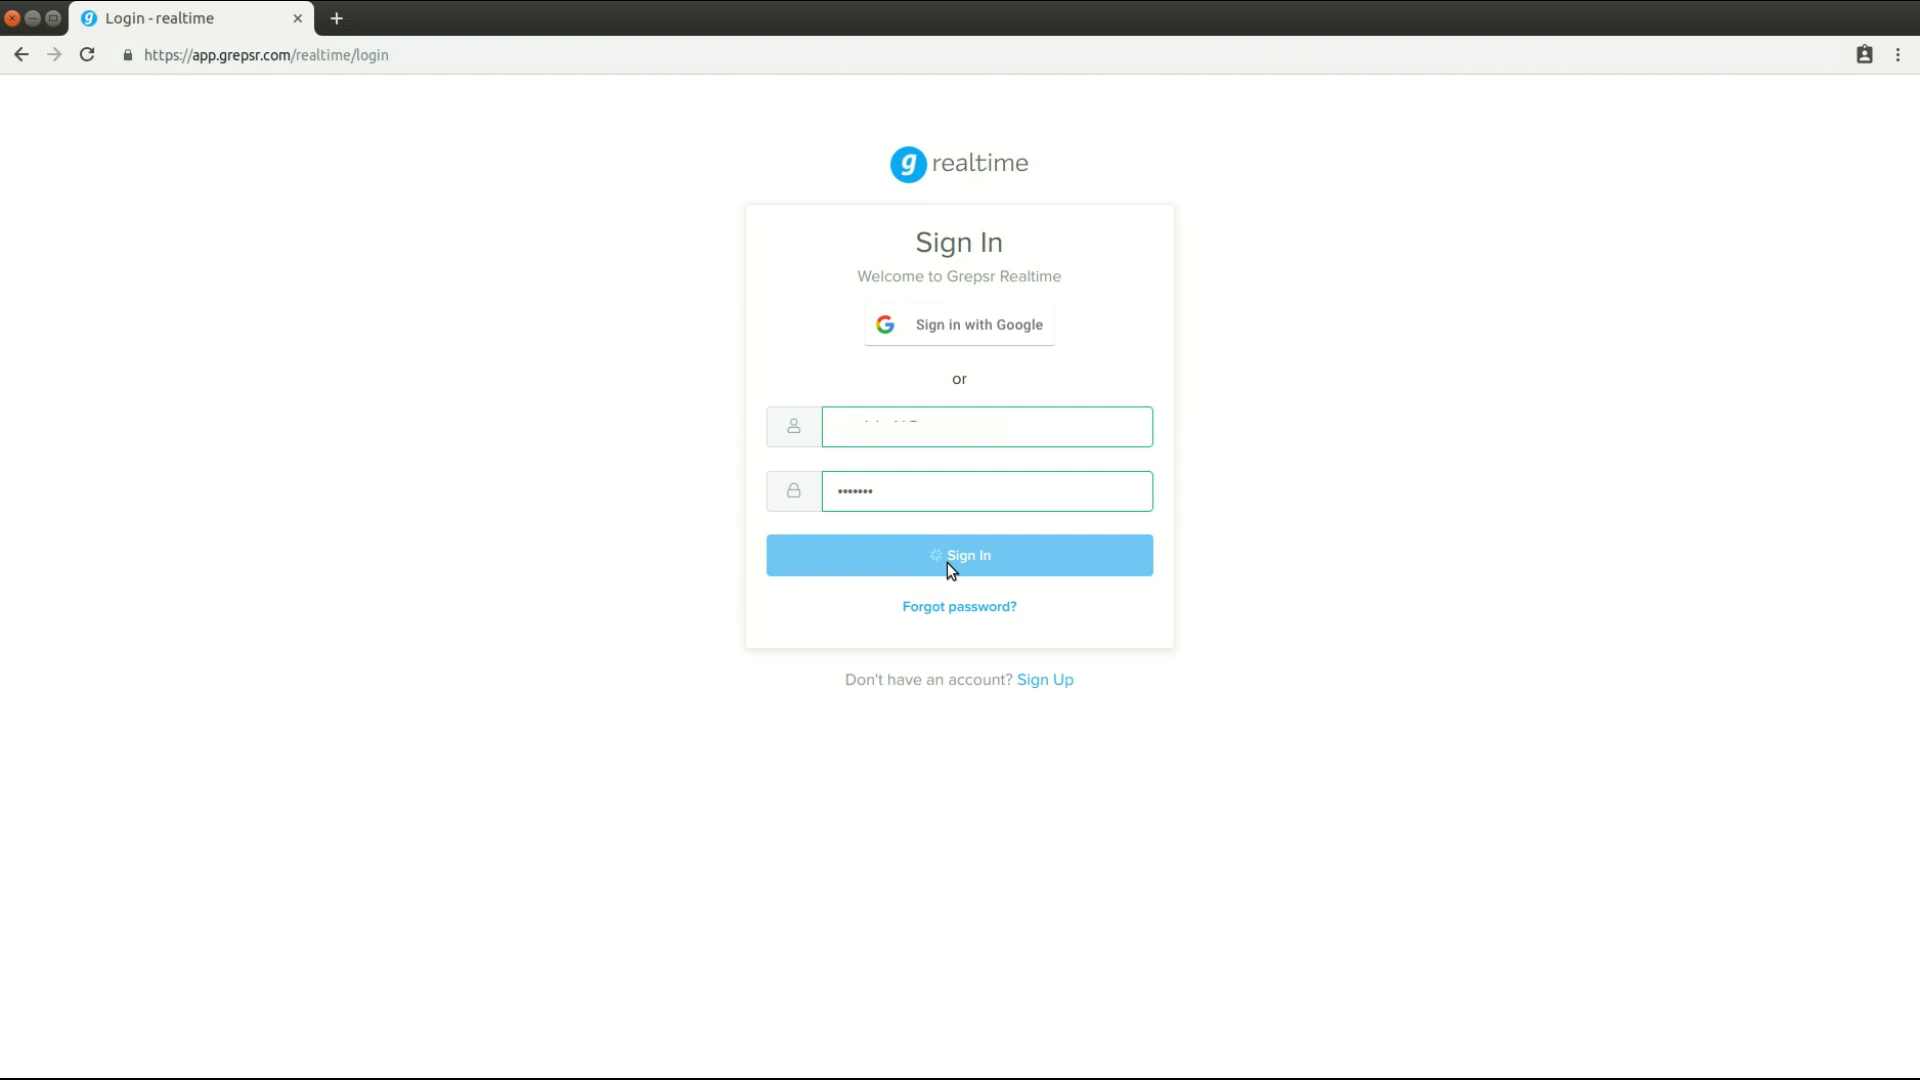 Login - realtime
https://app.grepsr.com/realtime/login
g realtime
Sign In
Welcome to Grepsr Realtime
Sign in with Google
or
•••••••
Sign In
Forgot password?
Don't have an account? Sign Up